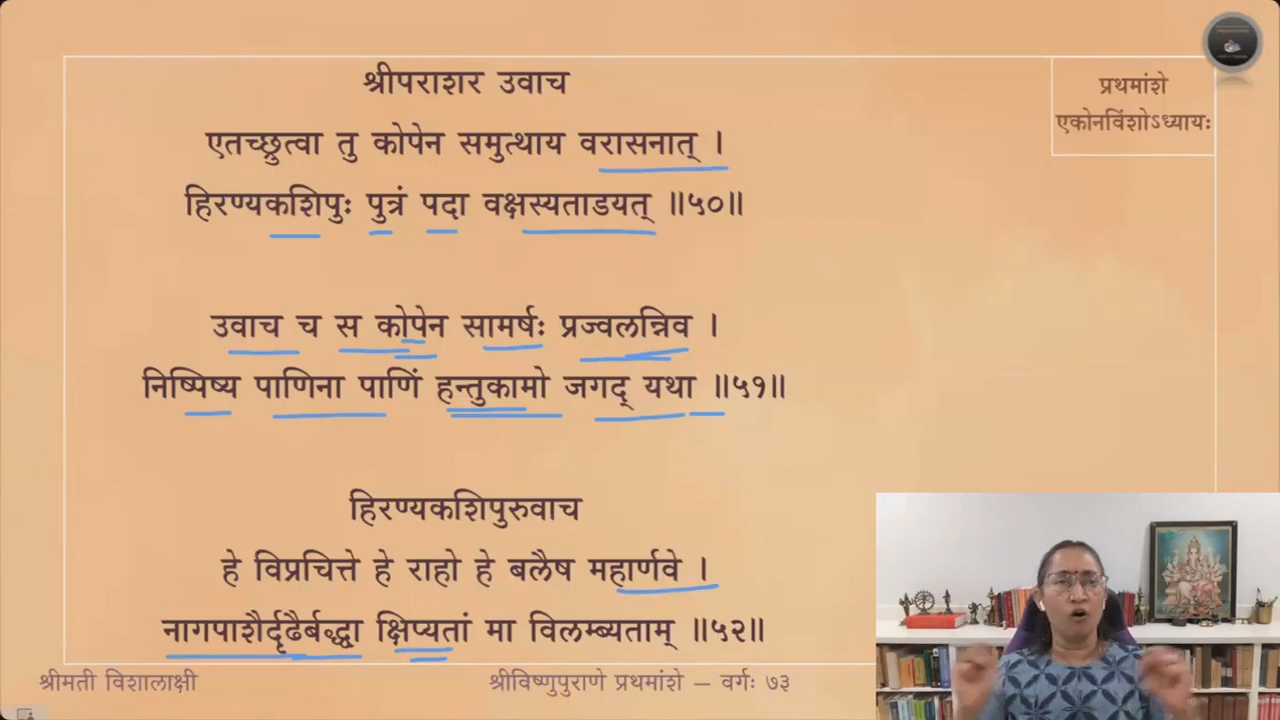 श्रीपराशर उवाच
एतच्छ्रुत्वा तु कोपेन समुत्थाय वरासनात् ।
हिरण्यकशिपुः पुत्रं पदा वक्षस्यताडयत् ॥५०॥
उवाच च स कोपेन सामर्षः प्रज्वलन्निव ।
निष्पिष्य पाणिना पाणिं हन्तुकामो जगद् यथा ॥५१॥
हिरण्यकशिपुरुवाच
हे विप्रचित्ते हे राहो हे बलैष महार्णवे ।
नागपाशैर्दृढैर्बद्ध्वा क्षिप्यतां मा विलम्ब्यताम् ॥५२॥
प्रथमांशे
एकोनविंशोऽध्यायः
श्रीमती विशालाक्षी
श्रीविष्णुपुराणे प्रथमांशे – वर्गः ७३